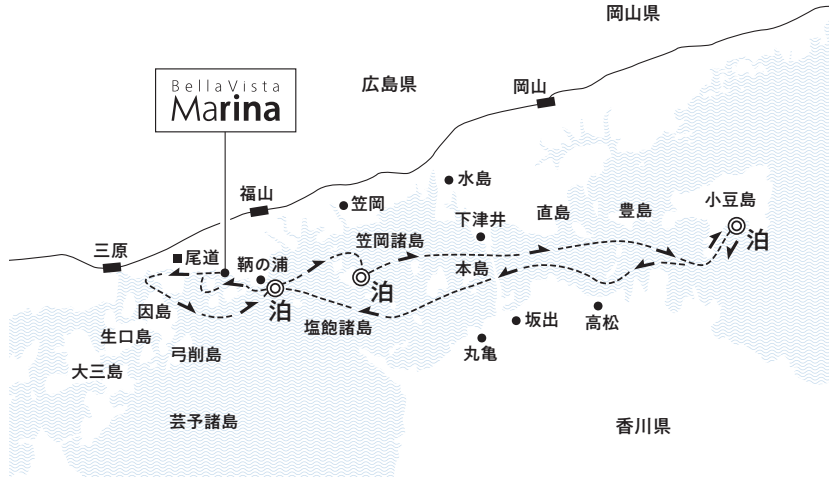 岡山県
広島県
BellaVista
Marina
岡山
水島
福山
笠岡
小豆島
下津井
直島
豊島
三原
尾道
笠岡諸島
泊
鞆の浦
本島
泊
因島
泊
塩飽諸島
坂出
高松
生口島
弓削島
丸亀
大三島
芸予諸島
香川県